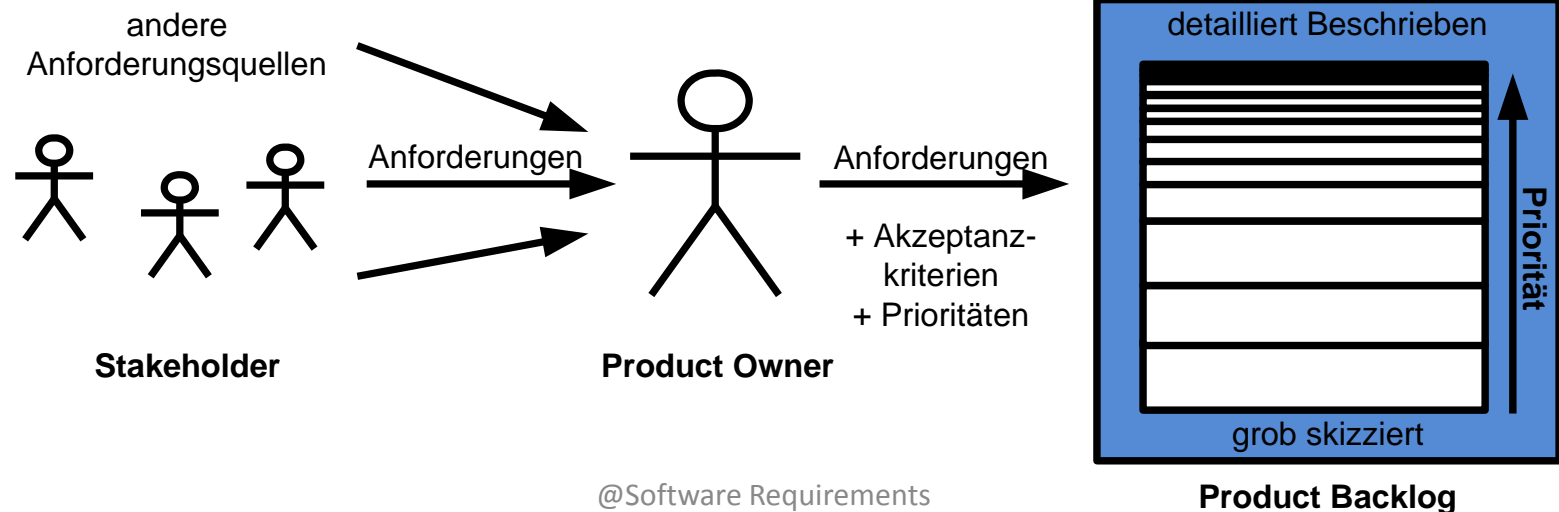 andere
Anforderungsquellen
Anforderungen
Stakeholder
Product Owner
Anforderungen
+ Akzeptanz-
kriterien
+ Prioritäten
detailliert Beschrieben
Priorität
grob skizziert
Product Backlog
@Software Requirements